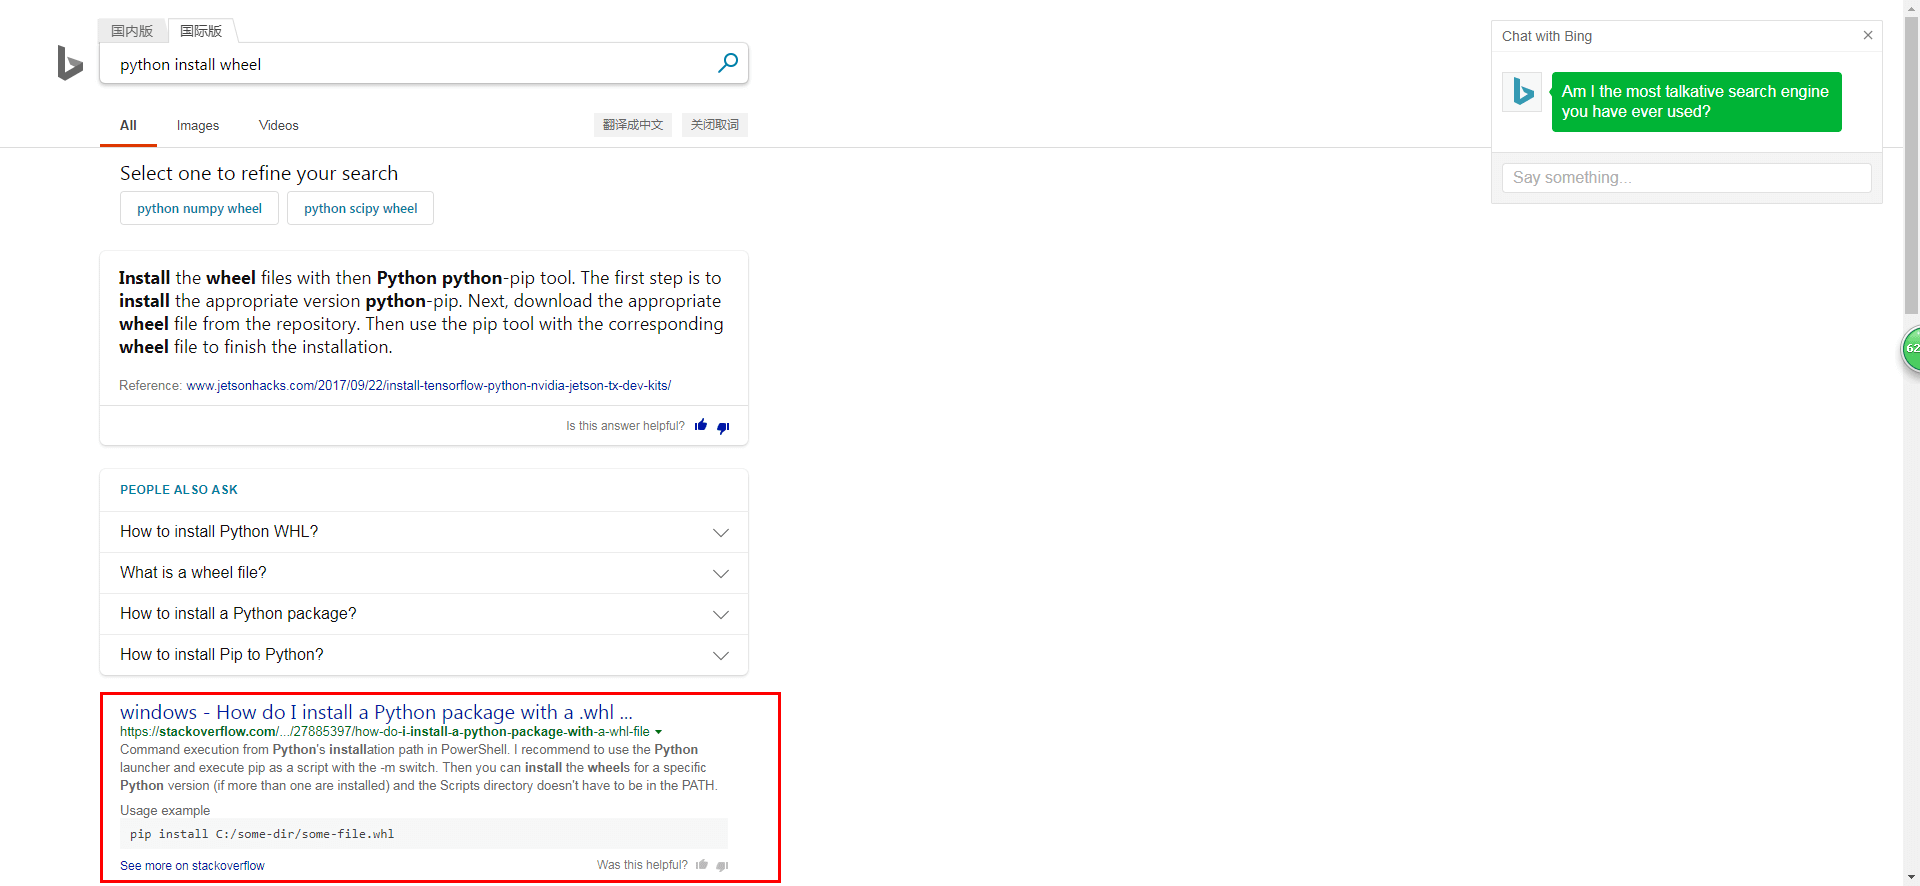 国内版 国际版
python install wheel
All Images Videos 翻译成中文 关闭取词
Select one to refine your search
python numpy wheel python scipy wheel
Install the wheel files with then Python python-pip tool. The first step is to
install the appropriate version python-pip. Next, download the appropriate
wheel file from the repository. Then use the pip tool with the corresponding
wheel file to finish the installation.
Reference: www.jetsonhacks.com/2017/09/22/install-tensorflow-python-nvidia-jetson-tx-dev-kits/
Is this answer helpful?
PEOPLE ALSO ASK
How to install Python WHL?
What is a wheel file?
How to install a Python package?
How to install Pip to Python?
windows - How do I install a Python package with a .whl ...
https://stackoverflow.com/.../27885397/how-do-i-install-a-python-package-with-a-whl-file
Command execution from Python's installation path in PowerShell. I recommend to use the Python
launcher and execute pip as a script with the -m switch. Then you can install the wheels for a specific
Python version (if more than one are installed) and the Scripts directory doesn't have to be in the PATH.
Usage example
pip install C:/some-dir/some-file.whl
See more on stackoverflow Was this helpful?
Chat with Bing
Am I the most talkative search engine
you have ever used?
Say something...
62